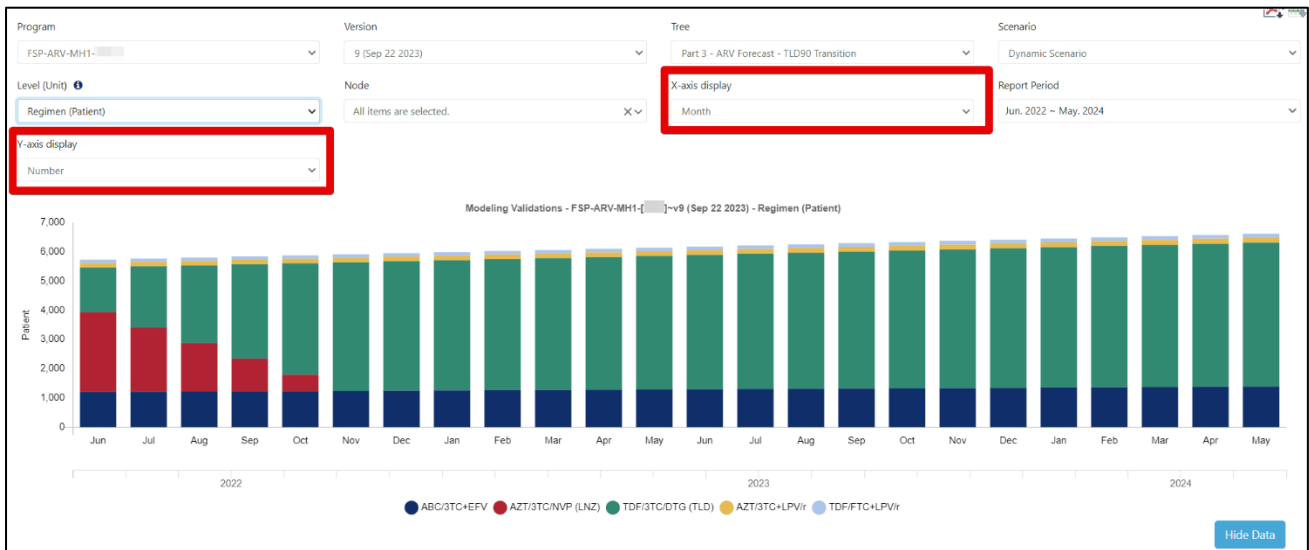 Program
Version
Tree
Scenario
FSP-ARV-MH1-
9 (Sep 22 2023)
Part 3 - ARV Forecast - TLD90 Transition
Dynamic Scenario
Level (Unit)
Node
X-axis display
Report Period
Regimen (Patient)
All items are selected.
Month
Jun. 2022 ~ May. 2024
Y-axis display
Number
Modeling Validations - FSP-ARV-MH1-[ ]~v9 (Sep 22 2023) - Regimen (Patient)
7,000
6,000
5,000
4,000
3,000
2,000
1,000
0
Patient
Jun Jul Aug Sep Oct Nov Dec Jan Feb Mar Apr May Jun Jul Aug Sep Oct Nov Dec Jan Feb Mar Apr May
2022 2023 2024
ABC/3TC+EFV AZT/3TC/NVP (LNZ) TDF/3TC/DTG (TLD) AZT/3TC+LPV/r TDF/FTC+LPV/r
Hide Data